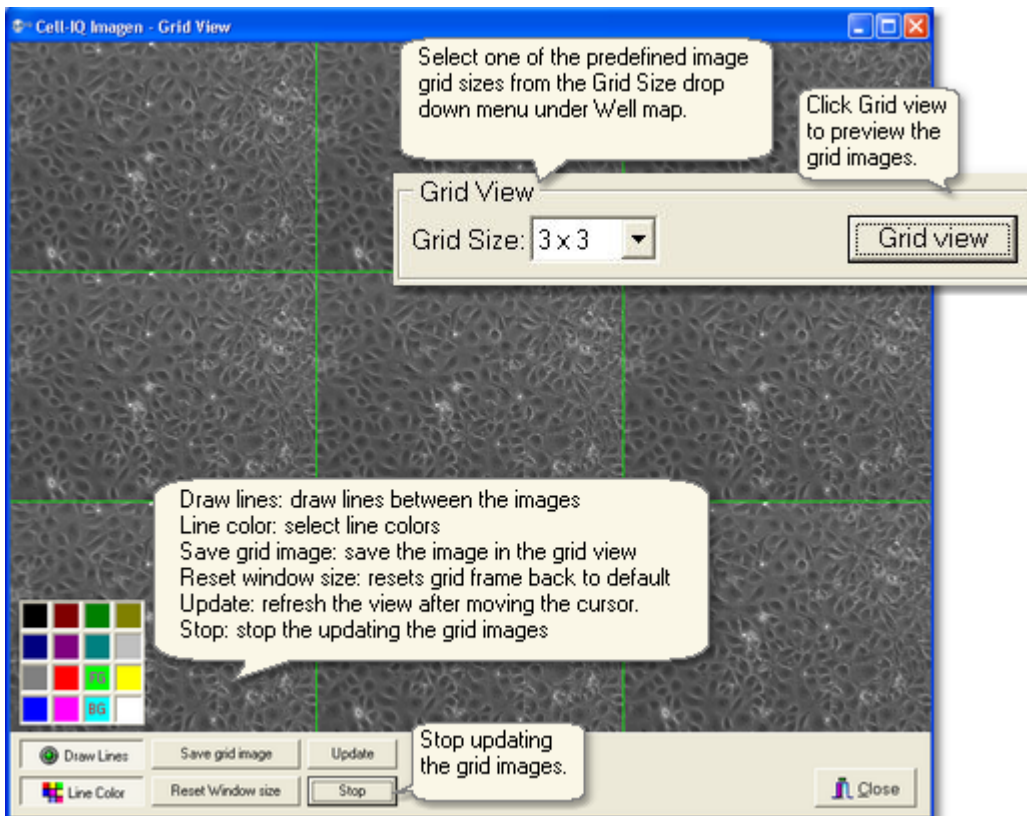 Cell-IQ Imagen - Grid View
Select one of the predefined image
grid sizes from the Grid Size drop
down menu under Well map.
Click Grid view
to preview the
grid images.
Grid View
Grid Size: 3 x 3
Grid view
Draw lines: draw lines between the images
Line color: select line colors
Save grid image: save the image in the grid view
Reset window size: resets grid frame back to default
Update: refresh the view after moving the cursor.
Stop: stop the updating the grid images
FG
BG
Draw Lines
Save grid image
Update
Stop updating
the grid images.
Line Color
Reset Window size
Stop
Close